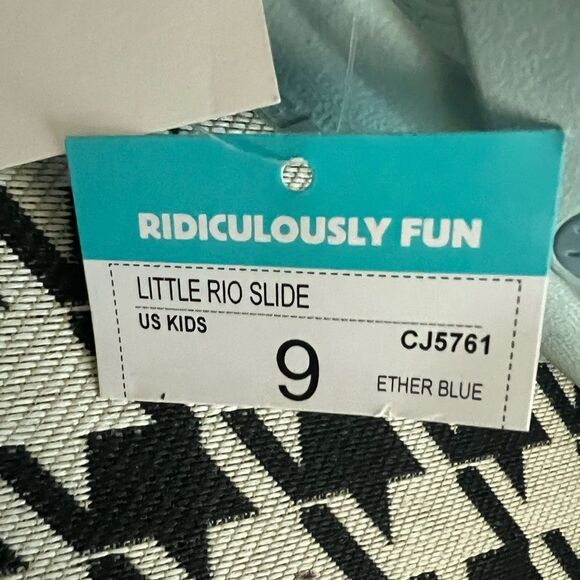 RIDICULOUSLY FUN
LITTLE RIO SLIDE
US KIDS
CJ5761
9
ETHER BLUE